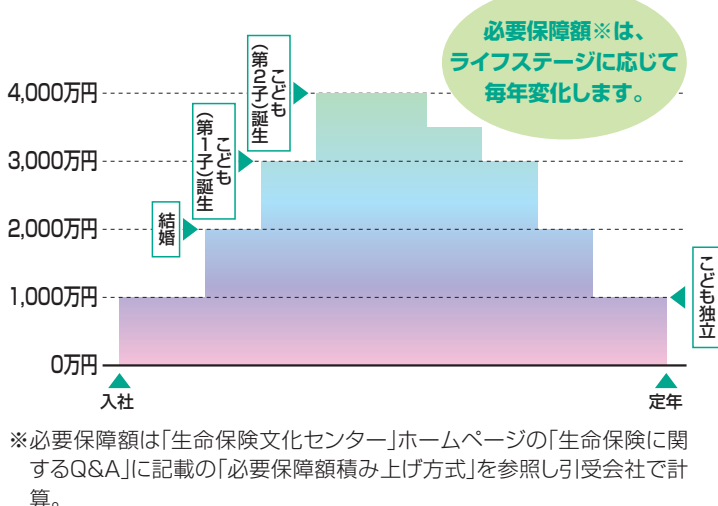 必要保障額※は、
ライフステージに応じて
毎年変化します。
4,000万円
3,000万円
2,000万円
1,000万円
0万円
こども
（第2子）誕生
こども
（第1子）誕生
結婚
こども独立
入社
定年
※必要保障額は「生命保険文化センター」ホームページの「生命保険に関
するQ&A」に記載の「必要保障額積み上げ方式」を参照し引受会社で計
算。